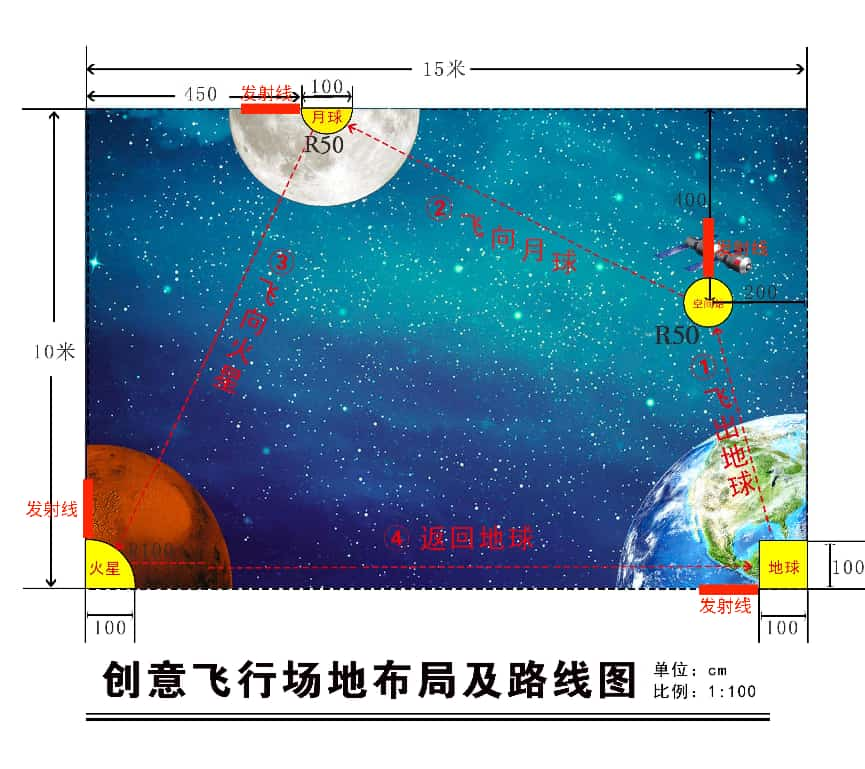 15米
450
发射线
100
月球
R50
400
② 飞向月球
发射线
③ 飞向火星
200
空间站
R50
10米
① 飞出地球
发射线
R100
④ 返回地球
火星
地球
100
发射线
100
100
创意飞行场地布局及路线图
单位：cm
比例：1:100